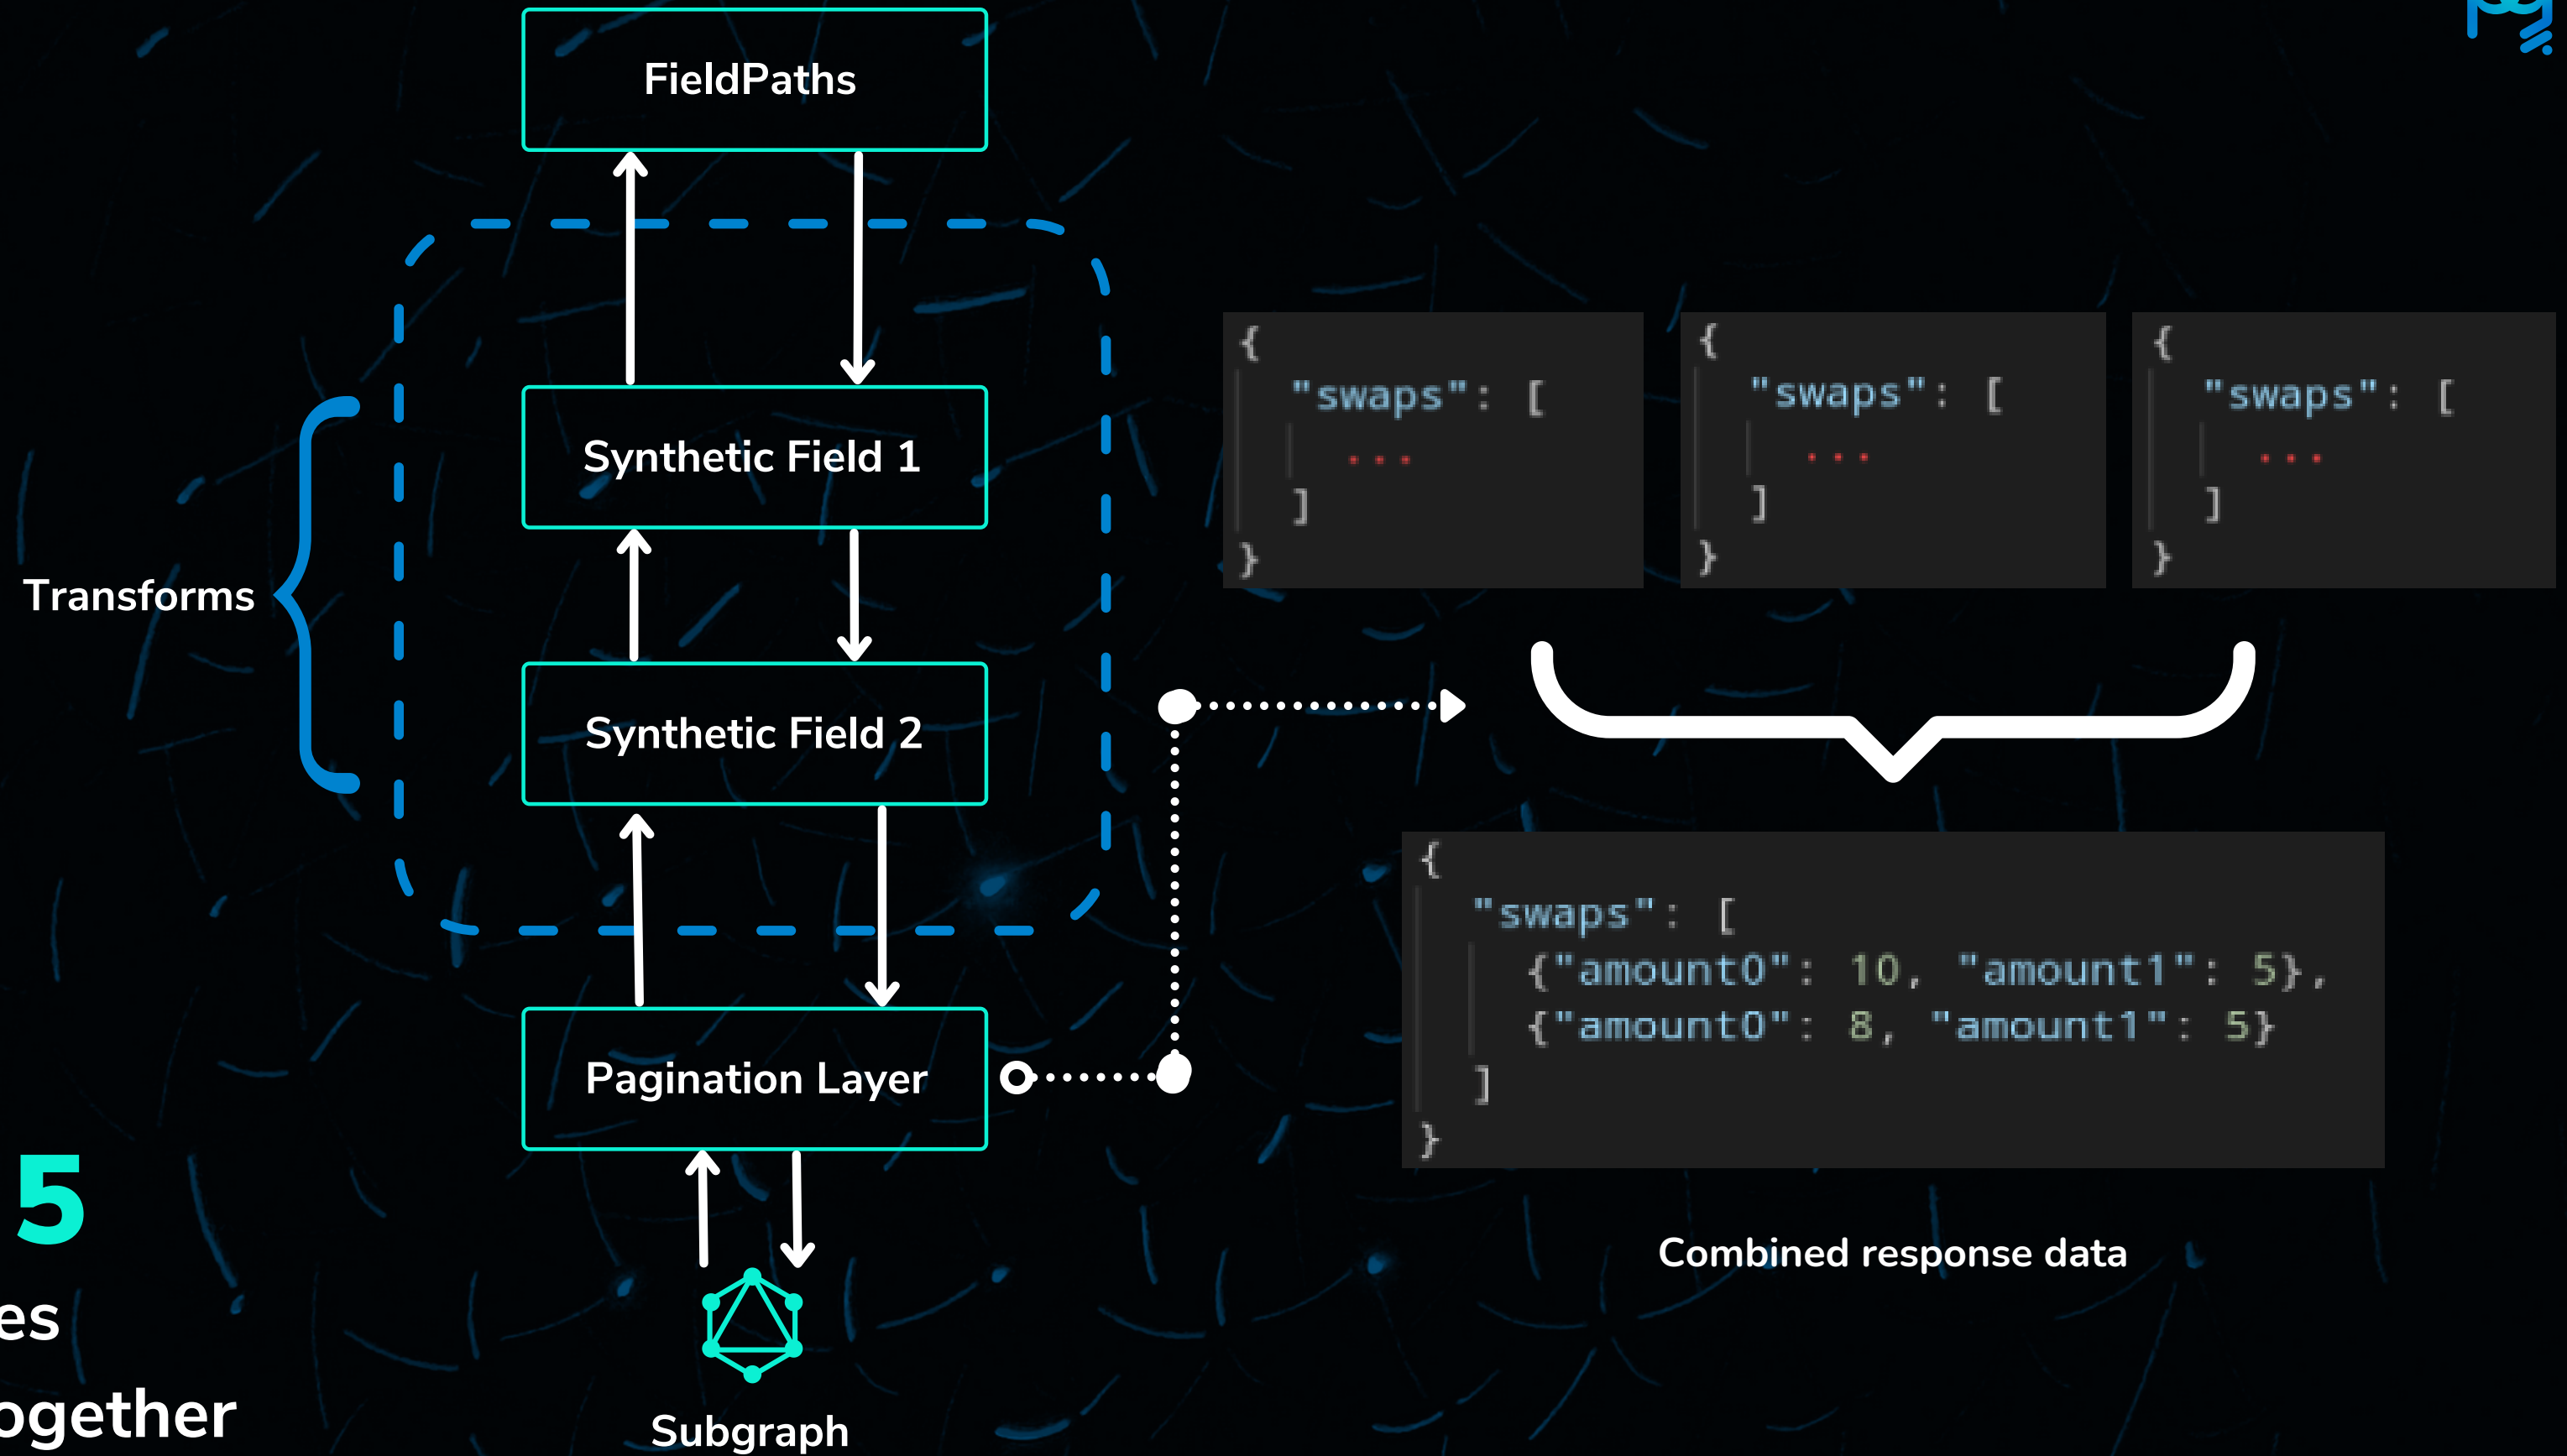 FieldPaths
Synthetic Field 1
Transforms
Synthetic Field 2
Pagination Layer
Subgraph
5
es
ogether
{
"swaps": [
...
]
}
{
"swaps": [
...
]
}
{
"swaps": [
...
]
}
{
"swaps": [
{"amount0": 10, "amount1": 5},
{"amount0": 8, "amount1": 5}
]
}
Combined response data